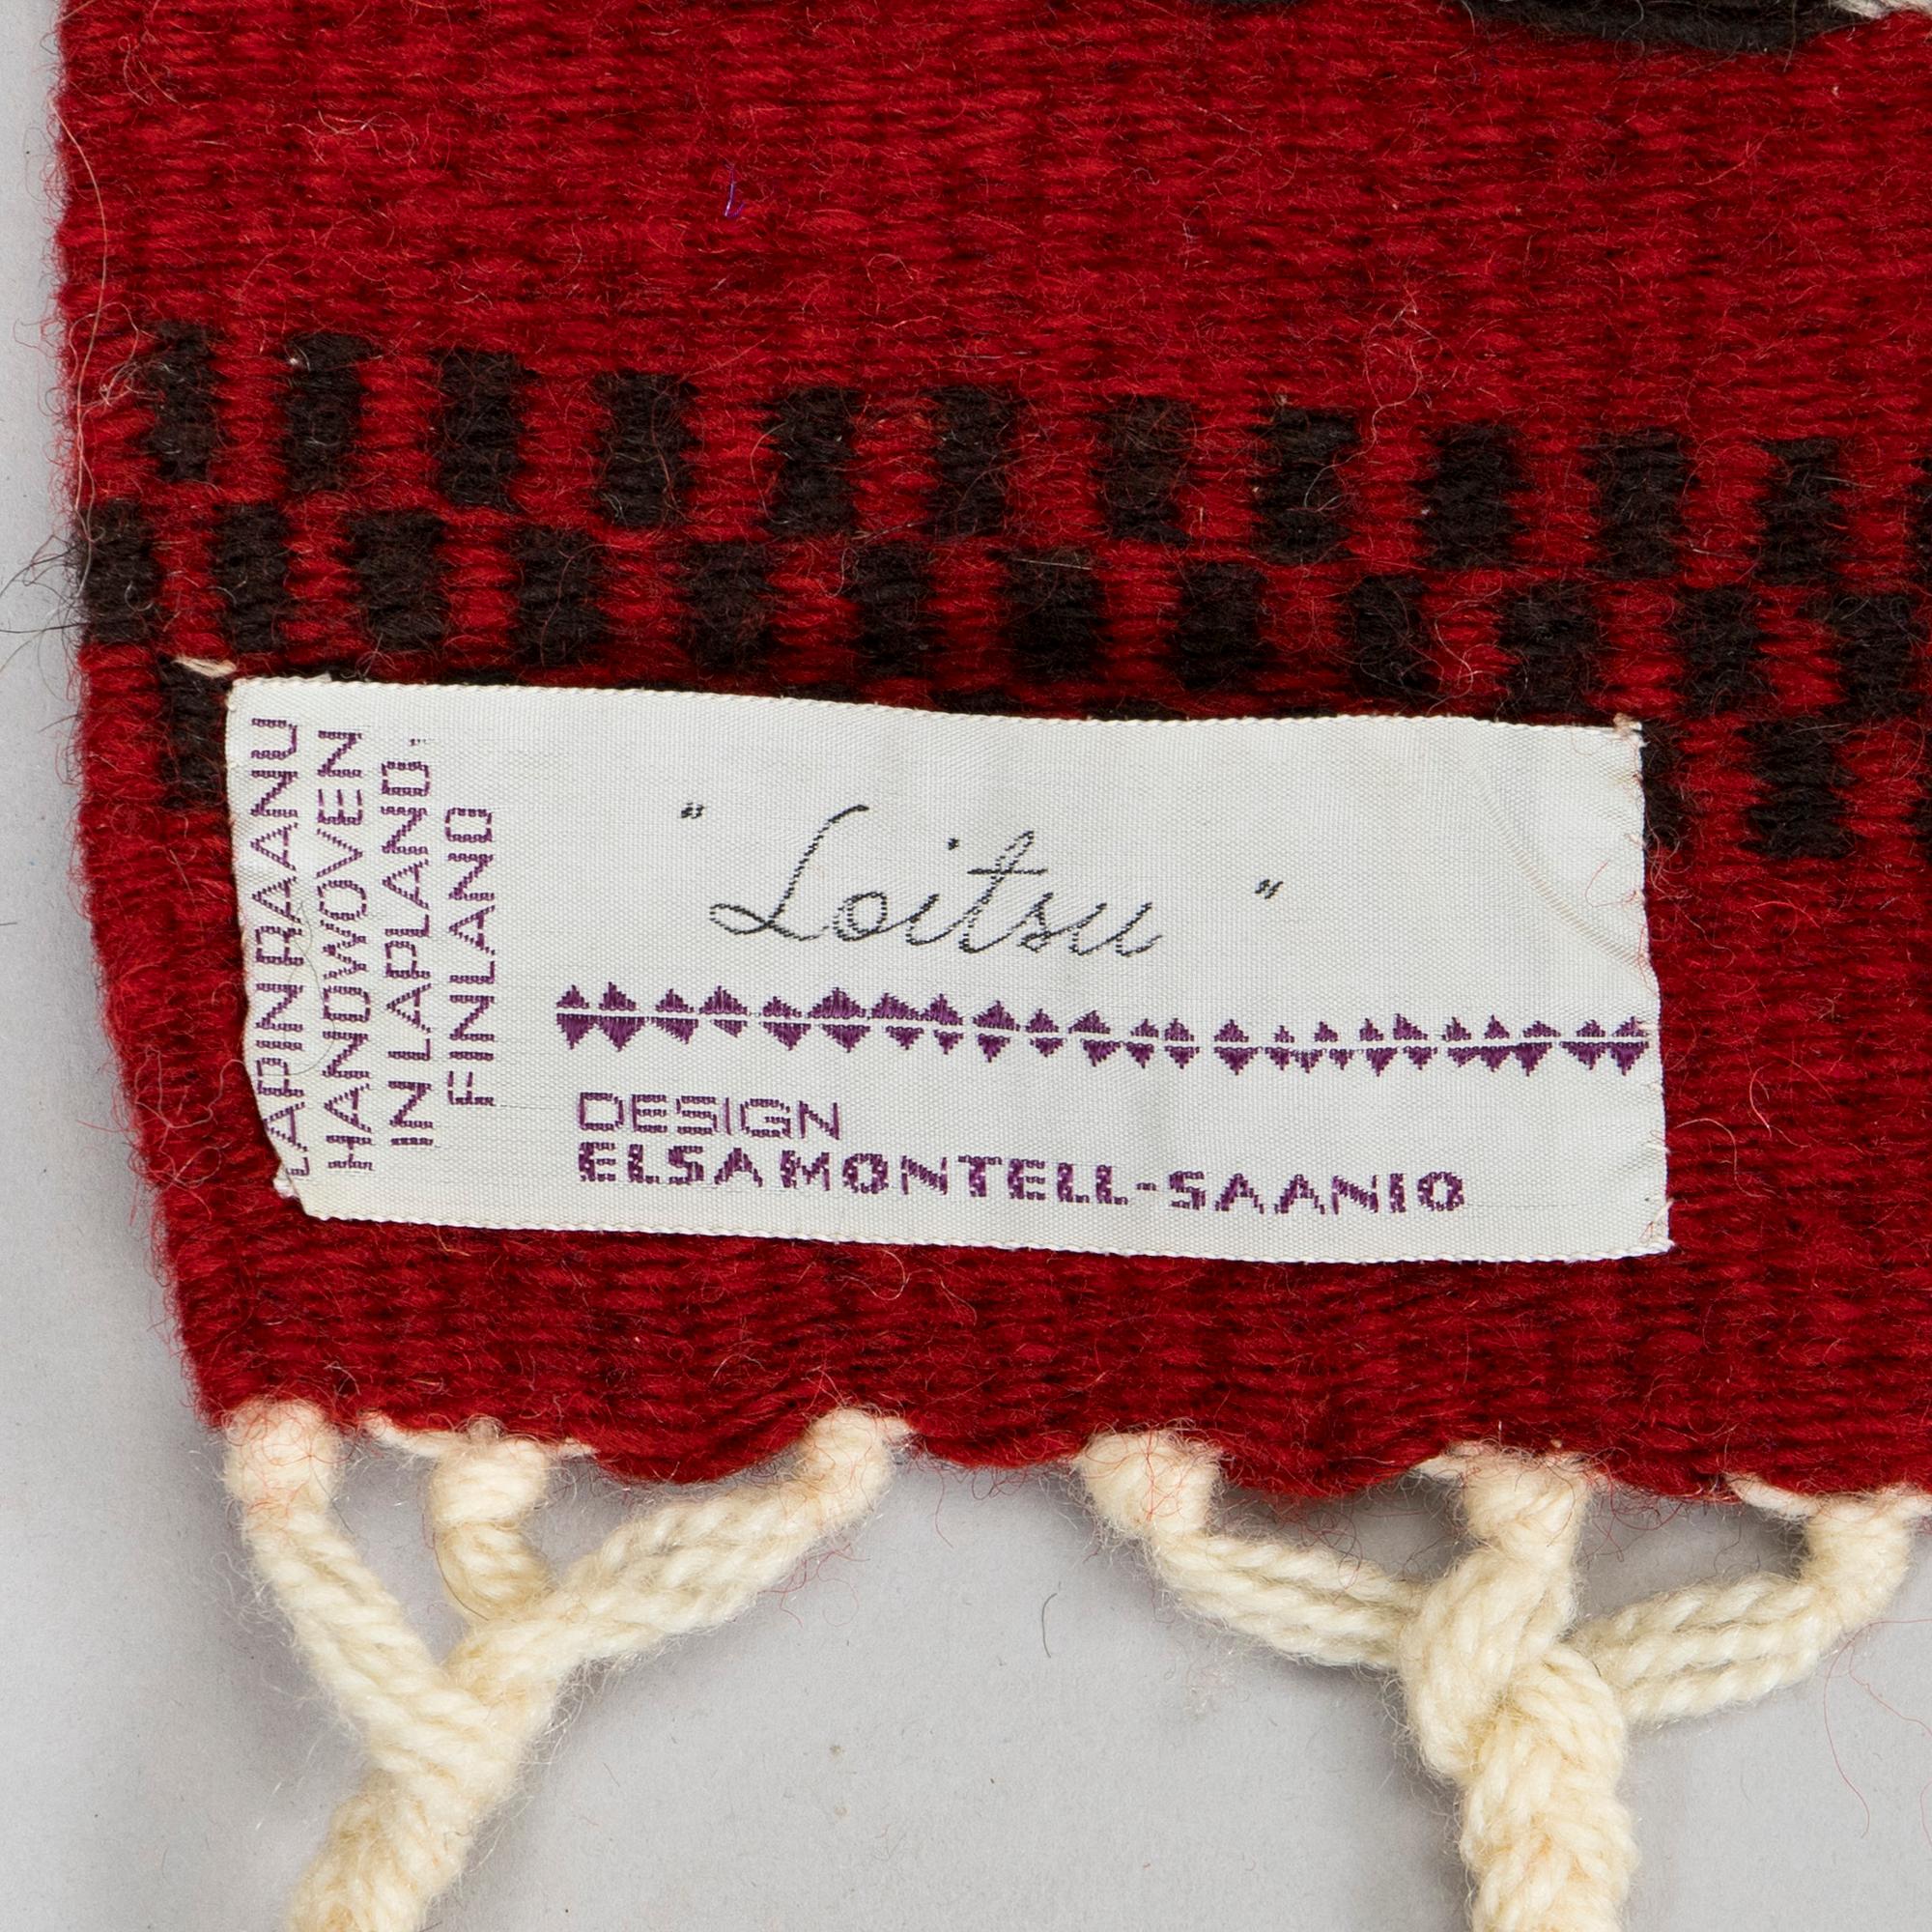 LAPIN RAANU
HANDWOVEN
IN LAPLAND,
FINLAND
"Loitsu"
DESIGN
ELSA MONTELL-SAANIO